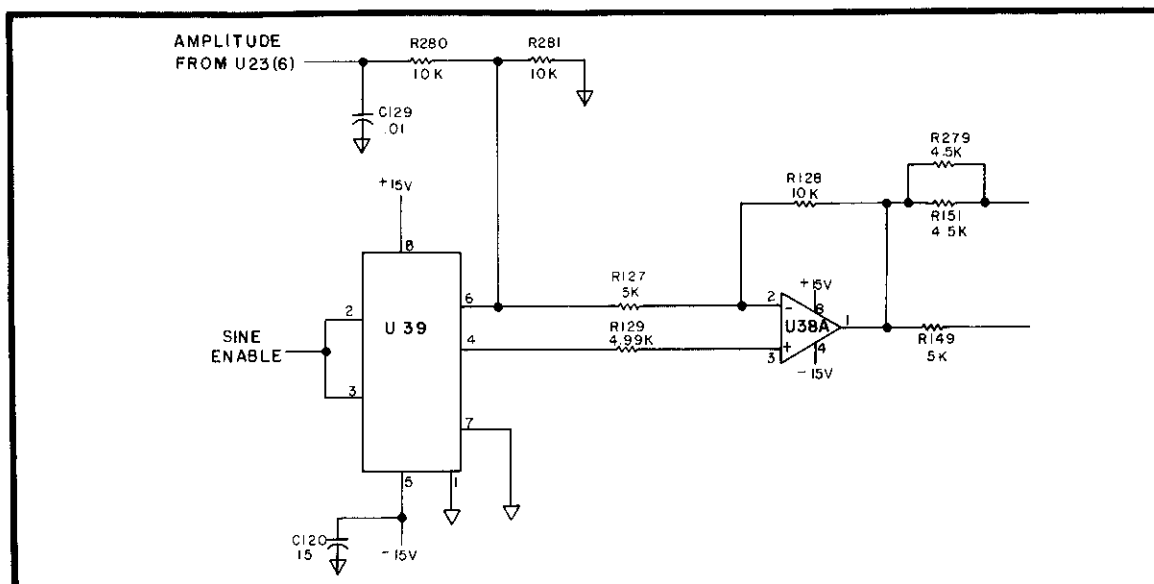 AMPLITUDE
FROM U23(6)
R280
10K
R281
10K
C129
.01
+15V
8
2
3
SINE
ENABLE
U 39
6
4
7
5
1
C120
.15
-15V
R127
5K
R129
4.99K
R128
10K
2
-
+
3
+15V
8
U38A
1
4
-15V
R279
4.5K
R151
4.5K
R149
5K